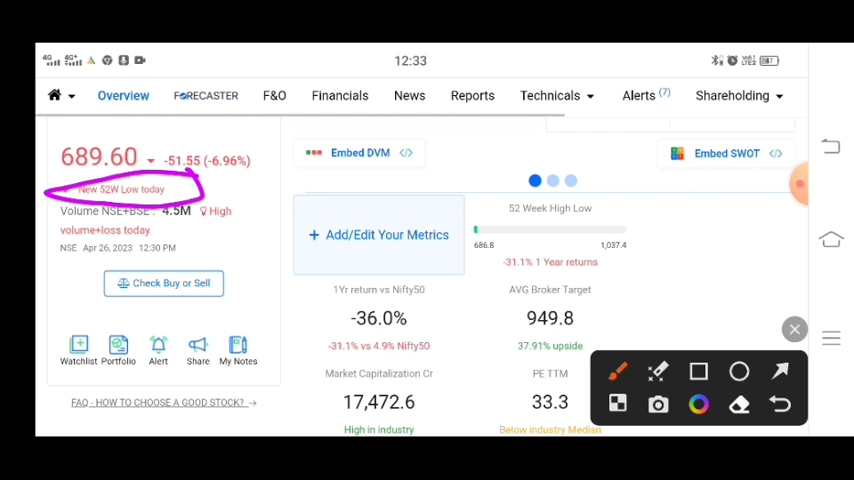 4G 4G+ 12:33 Vo1) LTE2
Overview FORECASTER F&O Financials News Reports Technicals Alerts (7) Shareholding
689.60 -51.55 (-6.96%)
New 52W Low today
Volume NSE+BSE : 4.5M High
volume+loss today
NSE Apr 26, 2023 12:30 PM
Check Buy or Sell
Watchlist Portfolio Alert Share My Notes
FAQ - HOW TO CHOOSE A GOOD STOCK?
Embed DVM </>
Embed SWOT </>
+ Add/Edit Your Metrics
52 Week High Low
686.8 1,037.4
-31.1% 1 Year returns
1Yr return vs Nifty50
-36.0%
-31.1% vs 4.9% Nifty50
AVG Broker Target
949.8
37.91% upside
Market Capitalization Cr
17,472.6
High in industry
PE TTM
33.3
Below industry Median